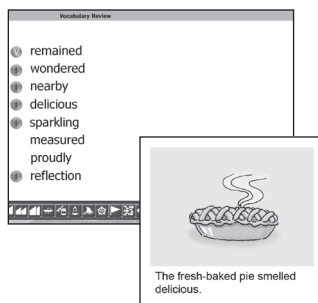 Vocabulary Review
V remained
wondered
nearby
delicious
sparkling
measured
proudly
reflection
The fresh-baked pie smelled
delicious.